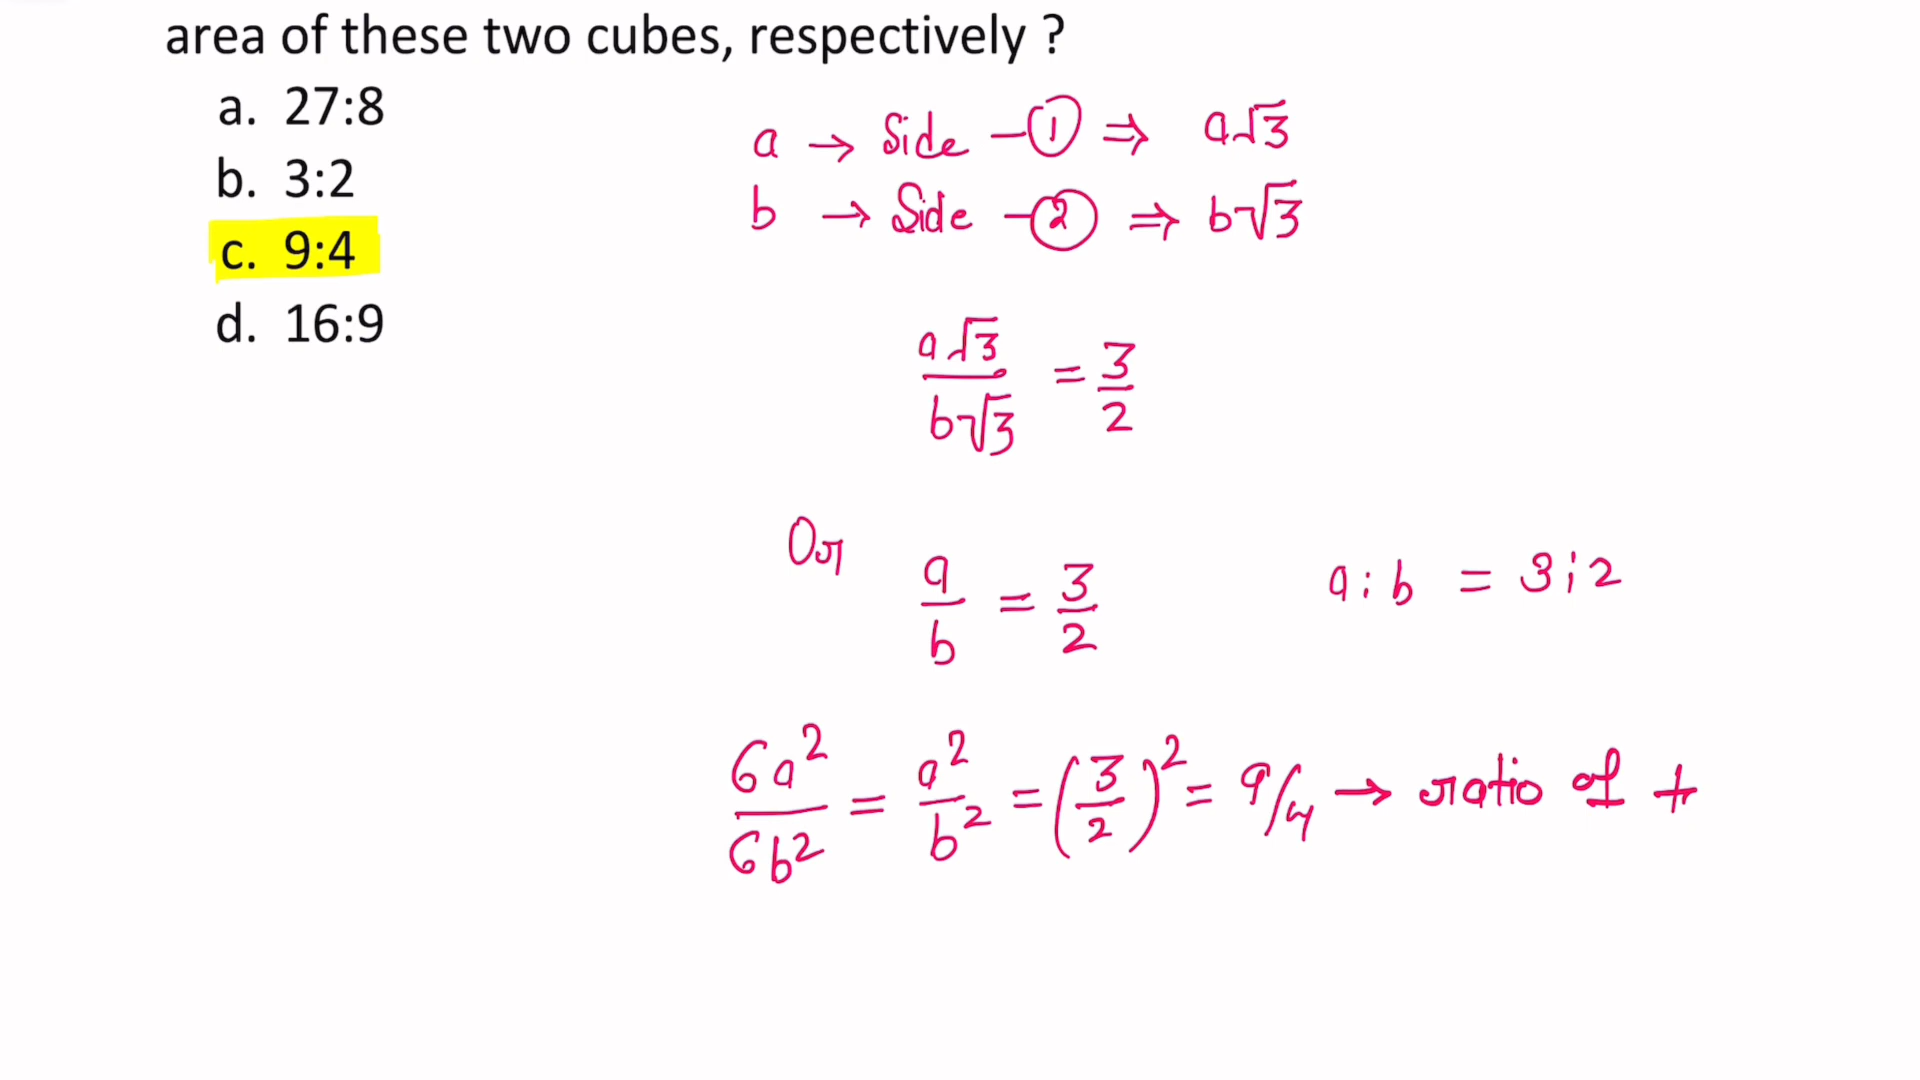 area of these two cubes, respectively ?
a. 27:8
b. 3:2
c. 9:4
d. 16:9
a → Side -① ⇒ a√3
b → Side -② ⇒ b√3
a√3/b√3 = 3/2
Or a/b = 3/2 a:b = 3:2
6a²/6b² = a²/b² = (3/2)² = 9/4 → ratio of t